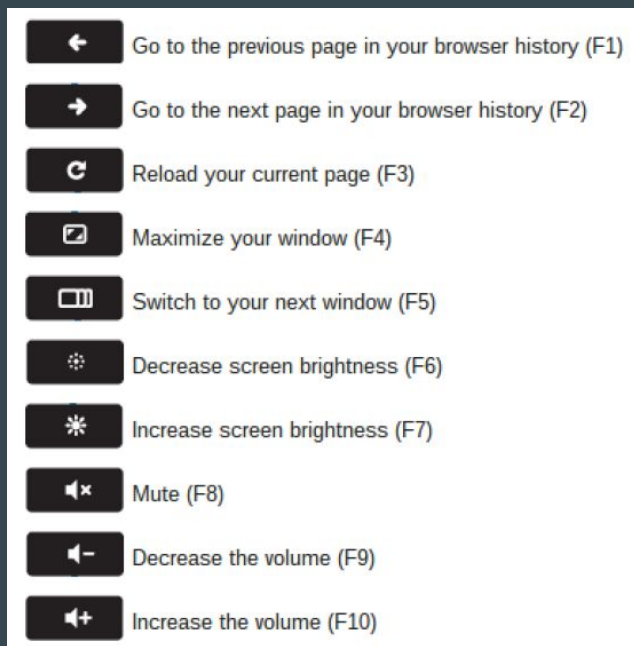 Go to the previous page in your browser history (F1)
Go to the next page in your browser history (F2)
Reload your current page (F3)
Maximize your window (F4)
Switch to your next window (F5)
Decrease screen brightness (F6)
Increase screen brightness (F7)
Mute (F8)
Decrease the volume (F9)
Increase the volume (F10)